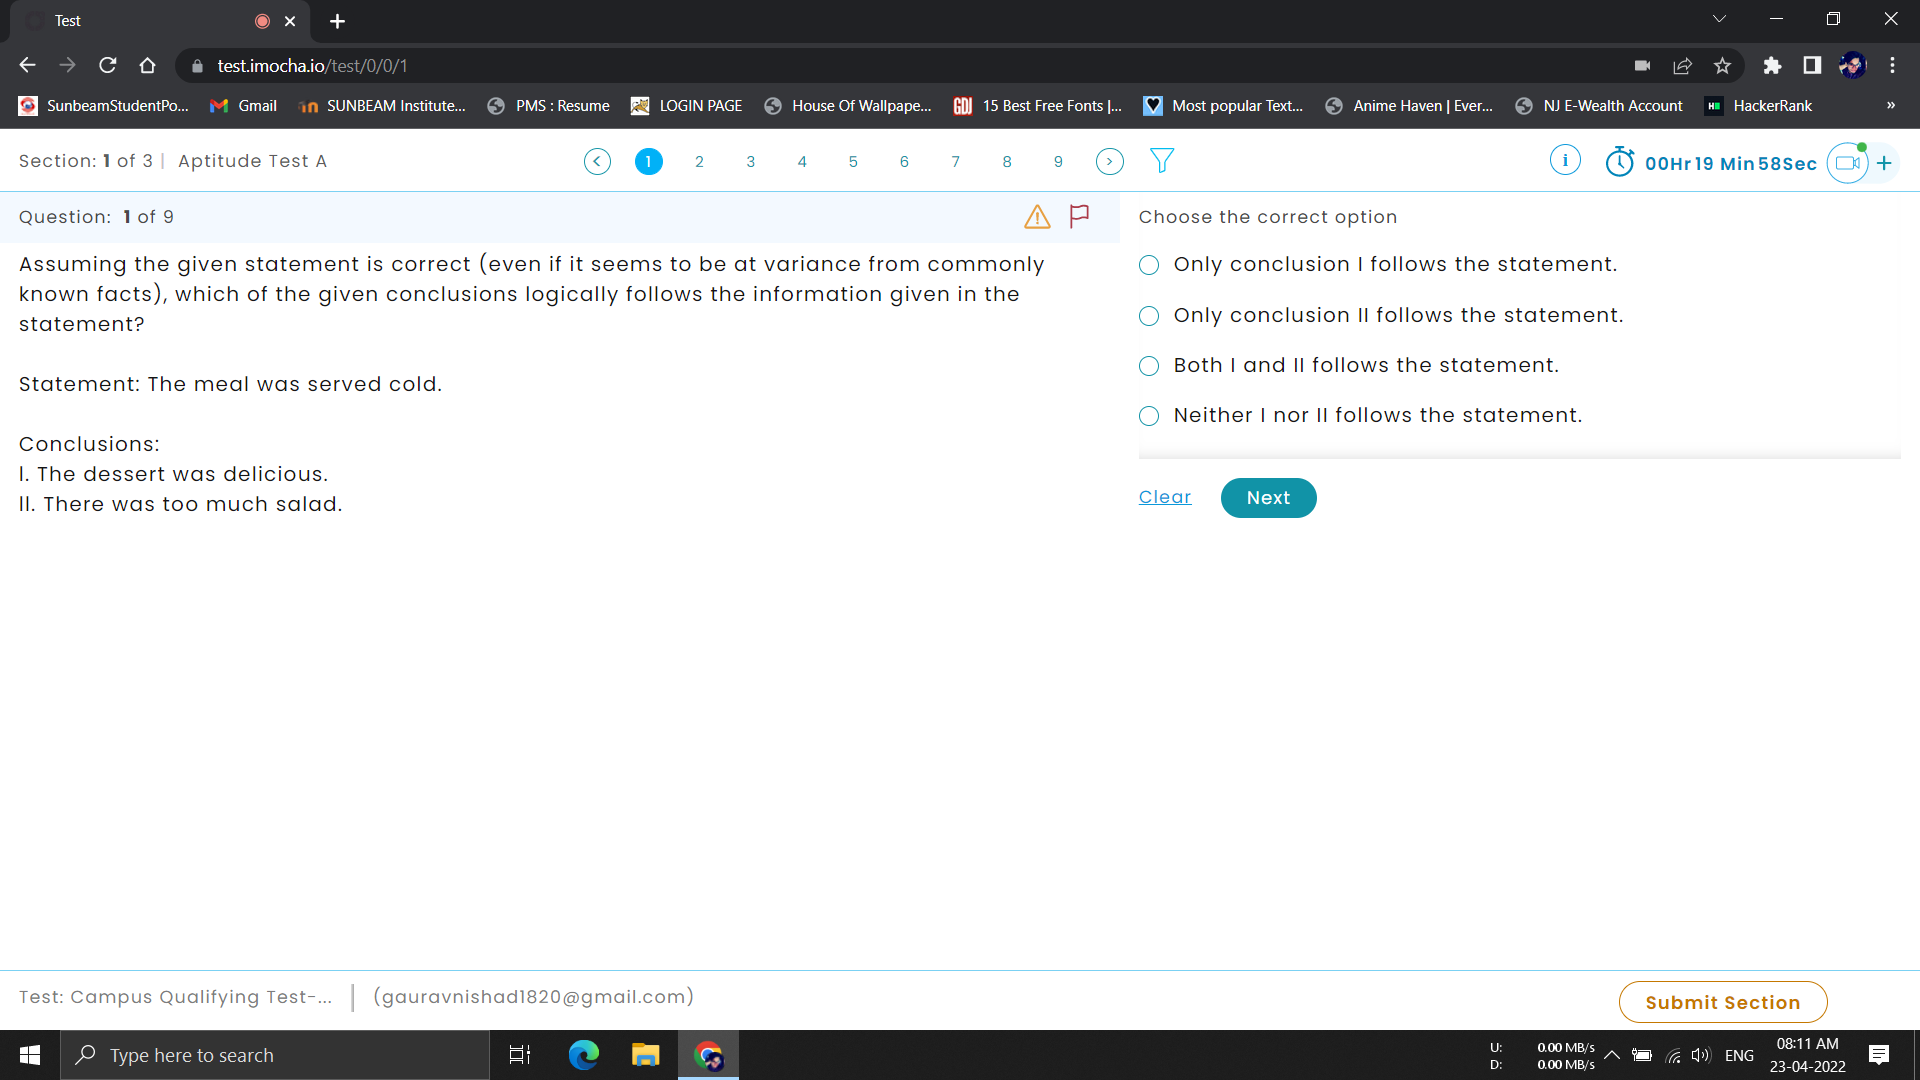 Test
test.imocha.io/test/0/0/1
SunbeamStudentPo... Gmail SUNBEAM Institute... PMS : Resume LOGIN PAGE House Of Wallpape... GDJ 15 Best Free Fonts |... Most popular Text... Anime Haven | Ever... NJ E-Wealth Account HackerRank »
Section: 1 of 3 | Aptitude Test A
1 2 3 4 5 6 7 8 9
00Hr 19 Min 58Sec
Question: 1 of 9
Assuming the given statement is correct (even if it seems to be at variance from commonly
known facts), which of the given conclusions logically follows the information given in the
statement?
Statement: The meal was served cold.
Conclusions:
I. The dessert was delicious.
II. There was too much salad.
Choose the correct option
Only conclusion I follows the statement.
Only conclusion II follows the statement.
Both I and II follows the statement.
Neither I nor II follows the statement.
Clear Next
Test: Campus Qualifying Test-... (gauravnishad1820@gmail.com)
Submit Section
Type here to search
U: 0.00 MB/s
D: 0.00 MB/s
ENG
08:11 AM
23-04-2022